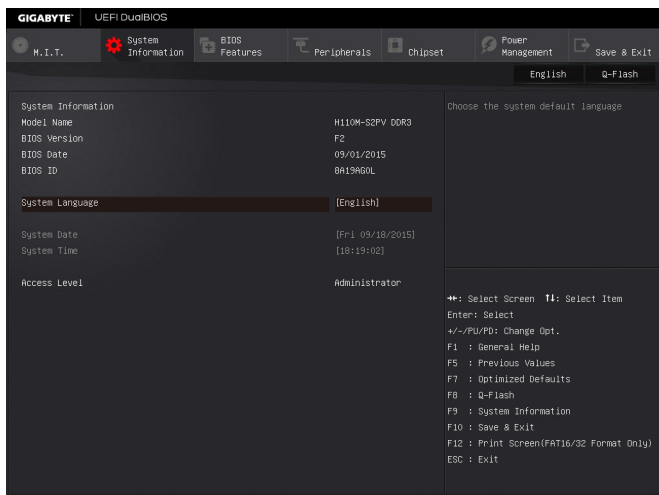 GIGABYTE™ UEFI DualBIOS
M.I.T.
System Information
BIOS Features
Peripherals
Chipset
Power Management
Save & Exit
English Q-Flash
System Information
Model Name H110M-S2PV DDR3
BIOS Version F2
BIOS Date 09/01/2015
BIOS ID 8A19AG0L
System Language [English]
System Date [Fri 09/18/2015]
System Time [18:19:02]
Access Level Administrator
Choose the system default language
→←: Select Screen ↑↓: Select Item
Enter: Select
+/-/PU/PD: Change Opt.
F1 : General Help
F5 : Previous Values
F7 : Optimized Defaults
F8 : Q-Flash
F9 : System Information
F10 : Save & Exit
F12 : Print Screen(FAT16/32 Format Only)
ESC : Exit